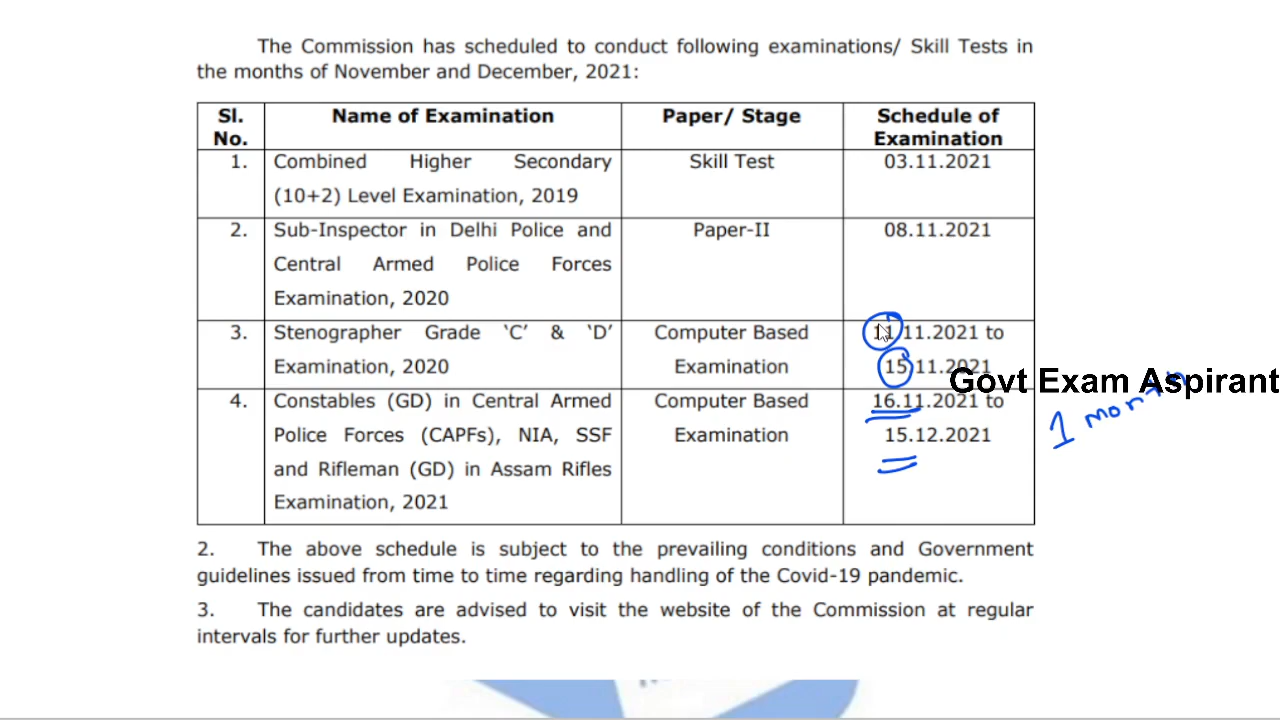 The Commission has scheduled to conduct following examinations/ Skill Tests in
the months of November and December, 2021:
Sl. No. Name of Examination Paper/ Stage Schedule of Examination
1. Combined Higher Secondary Skill Test 03.11.2021
(10+2) Level Examination, 2019
2. Sub-Inspector in Delhi Police and Paper-II 08.11.2021
Central Armed Police Forces
Examination, 2020
3. Stenographer Grade ‘C’ & ‘D’ Computer Based 11.11.2021 to
Examination, 2020 Examination 15.11.2021
Govt Exam Aspirant
4. Constables (GD) in Central Armed Computer Based 16.11.2021 to
1 month
Police Forces (CAPFs), NIA, SSF Examination 15.12.2021
and Rifleman (GD) in Assam Rifles
Examination, 2021
2. The above schedule is subject to the prevailing conditions and Government
guidelines issued from time to time regarding handling of the Covid-19 pandemic.
3. The candidates are advised to visit the website of the Commission at regular
intervals for further updates.